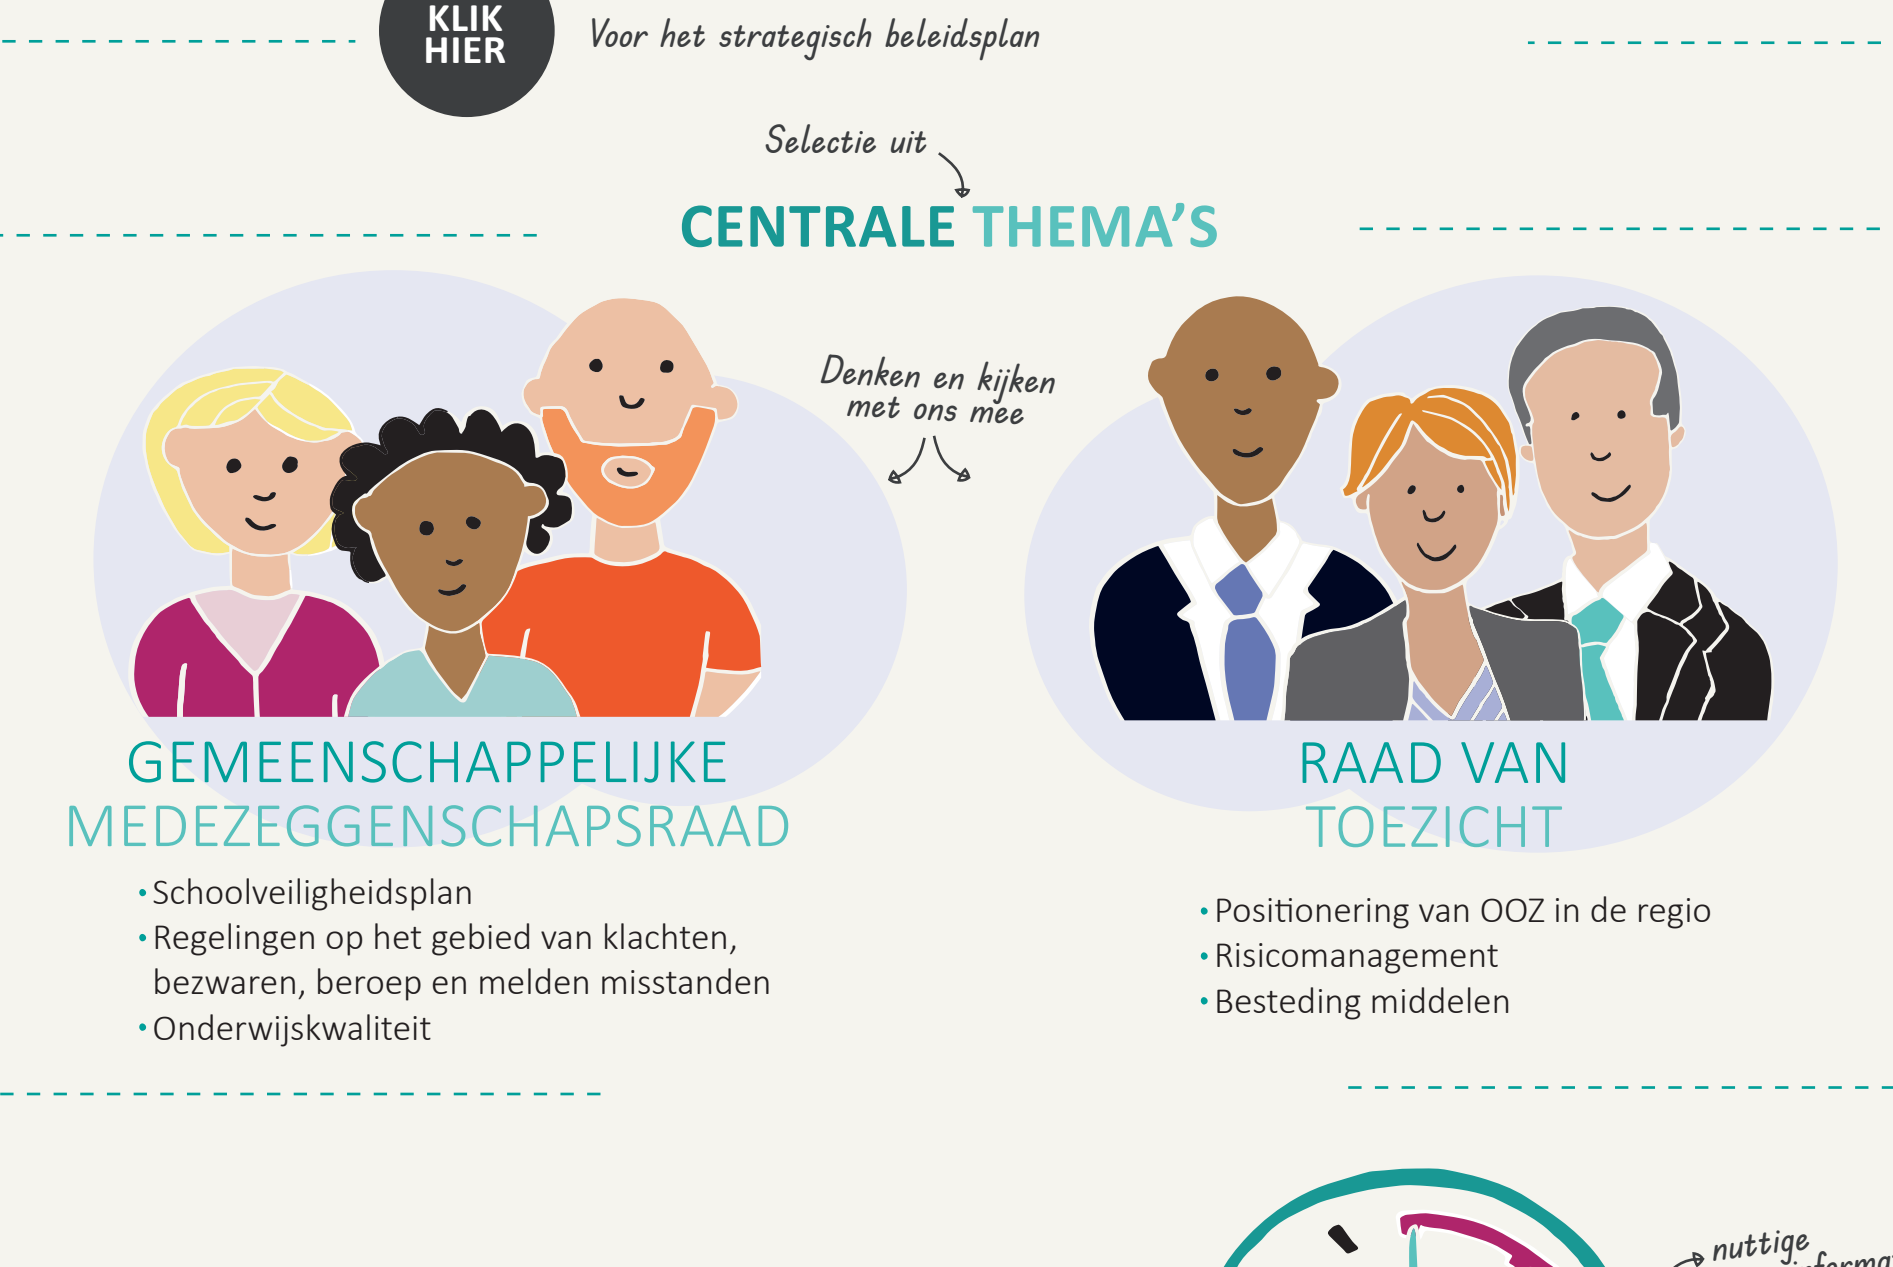 KLIK
HIER
Voor het strategisch beleidsplan
Selectie uit
CENTRALE THEMA'S
Denken en kijken
met ons mee
GEMEENSCHAPPELIJKE
MEDEZEGGENSCHAPSRAAD
• Schoolveiligheidsplan
• Regelingen op het gebied van klachten,
bezwaren, beroep en melden misstanden
• Onderwijskwaliteit
RAAD VAN
TOEZICHT
• Positionering van OOZ in de regio
• Risicomanagement
• Besteding middelen
nuttige